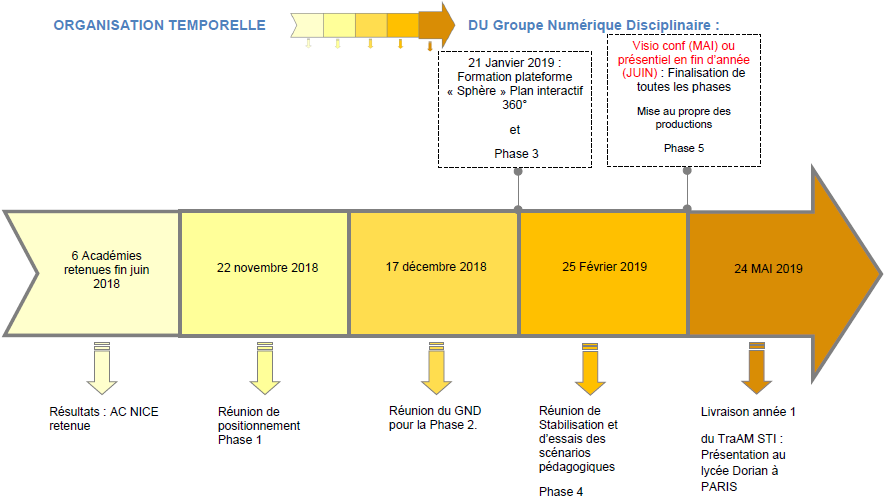 ORGANISATION TEMPORELLE DU Groupe Numérique Disciplinaire :
21 Janvier 2019 :
Formation plateforme
« Sphère » Plan interactif
360°
et
Phase 3
Visio conf (MAI) ou
présentiel en fin d'année
(JUIN) : Finalisation de
toutes les phases
Mise au propre des
productions
Phase 5
6 Académies
retenues fin juin
2018
22 novembre 2018
17 décembre 2018
25 Février 2019
24 MAI 2019
Résultats : AC NICE
retenue
Réunion de
positionnement
Phase 1
Réunion du GND
pour la Phase 2.
Réunion de
Stabilisation et
d'essais des
scénarios
pédagogiques
Phase 4
Livraison année 1
du TraAM STI :
Présentation au
lycée Dorian à
PARIS